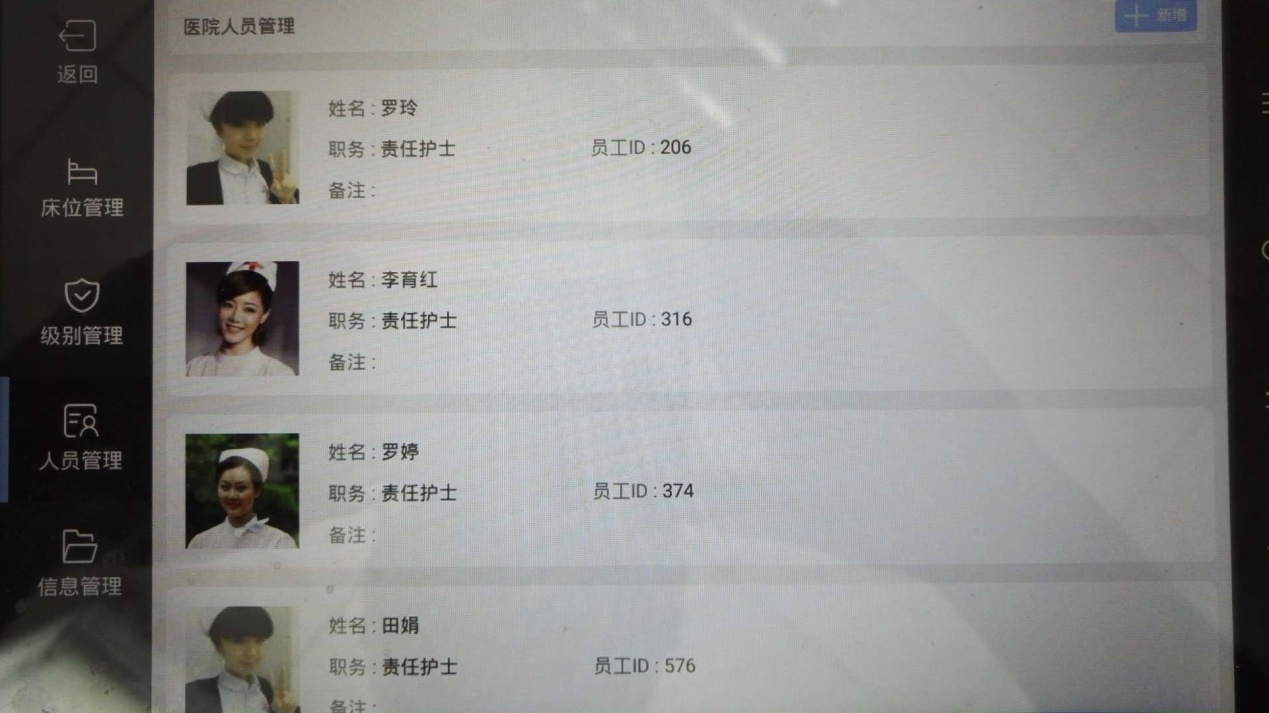 医院人员管理
新增
返回
床位管理
级别管理
人员管理
信息管理
姓名 : 罗玲
职务 : 责任护士
员工ID : 206
备注 :
姓名 : 李育红
职务 : 责任护士
员工ID : 316
备注 :
姓名 : 罗婷
职务 : 责任护士
员工ID : 374
备注 :
姓名 : 田娟
职务 : 责任护士
员工ID : 576
备注 :